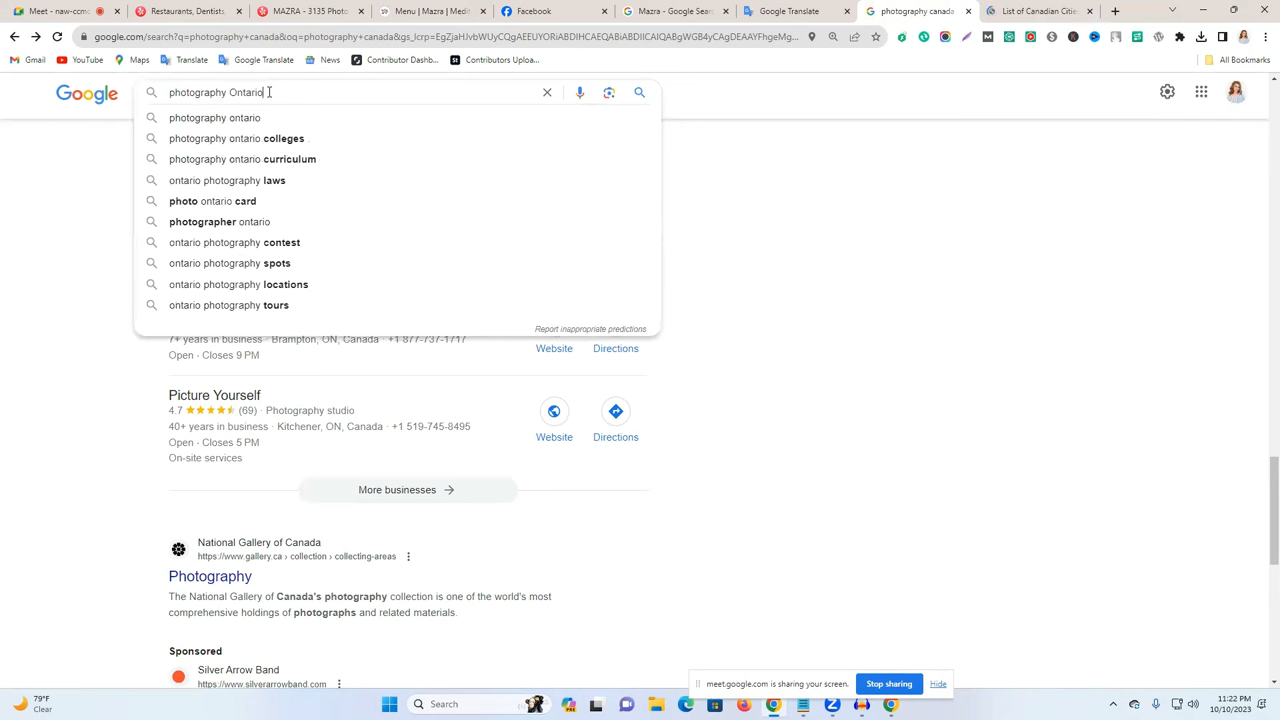 Meet - naw-ccm
Restaurants, Dentists,
MAZRA - 3135 Photo
Menu | Mazra | Medit
Facebook
Mazra - Google Sear
Google Translate
photography canada
List of Canadian Cities
google.com/search?q=photography+canada&oq=photography+canada&gs_lcrp=EgZjaHJvbWUyCQgAEEUYORiABDIHCAEQABiABDIICAIQABgWGB4yCAgDEAAYFhgeMg...
Gmail
YouTube
Maps
Translate
Google Translate
News
Contributor Dashb...
Contributors Uploa...
All Bookmarks
Google
photography Ontario
photography ontario
photography ontario colleges
photography ontario curriculum
ontario photography laws
photo ontario card
photographer ontario
ontario photography contest
ontario photography spots
ontario photography locations
ontario photography tours
Report inappropriate predictions
7+ years in business · Brampton, ON, Canada · +1 877-737-1717
Open · Closes 9 PM
Website
Directions
Picture Yourself
4.7 (69) · Photography studio
40+ years in business · Kitchener, ON, Canada · +1 519-745-8495
Open · Closes 5 PM
On-site services
Website
Directions
More businesses
National Gallery of Canada
https://www.gallery.ca › collection › collecting-areas
Photography
The National Gallery of Canada's photography collection is one of the world's most
comprehensive holdings of photographs and related materials.
Sponsored
Silver Arrow Band
https://www.silverarrowband.com
meet.google.com is sharing your screen.
Stop sharing
Hide
79°F
Clear
Search
11:22 PM
10/10/2023